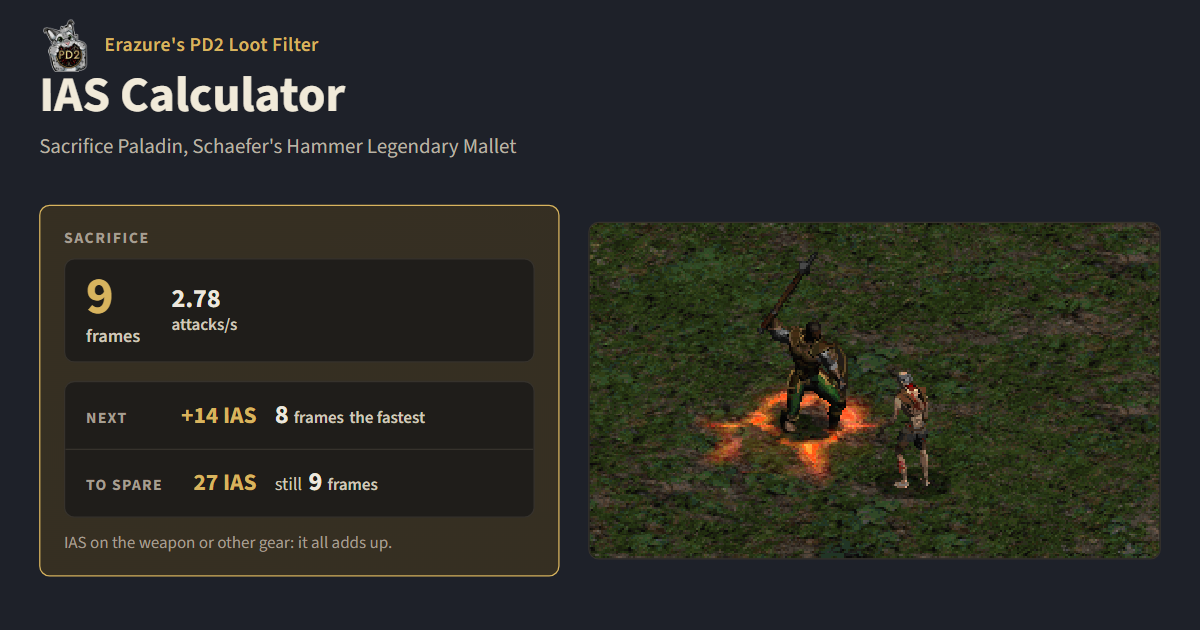 PD2
Erazure's PD2 Loot Filter
IAS Calculator
Sacrifice Paladin, Schaefer's Hammer Legendary Mallet
SACRIFICE
9 frames
2.78 attacks/s
NEXT +14 IAS 8 frames the fastest
TO SPARE 27 IAS still 9 frames
IAS on the weapon or other gear: it all adds up.